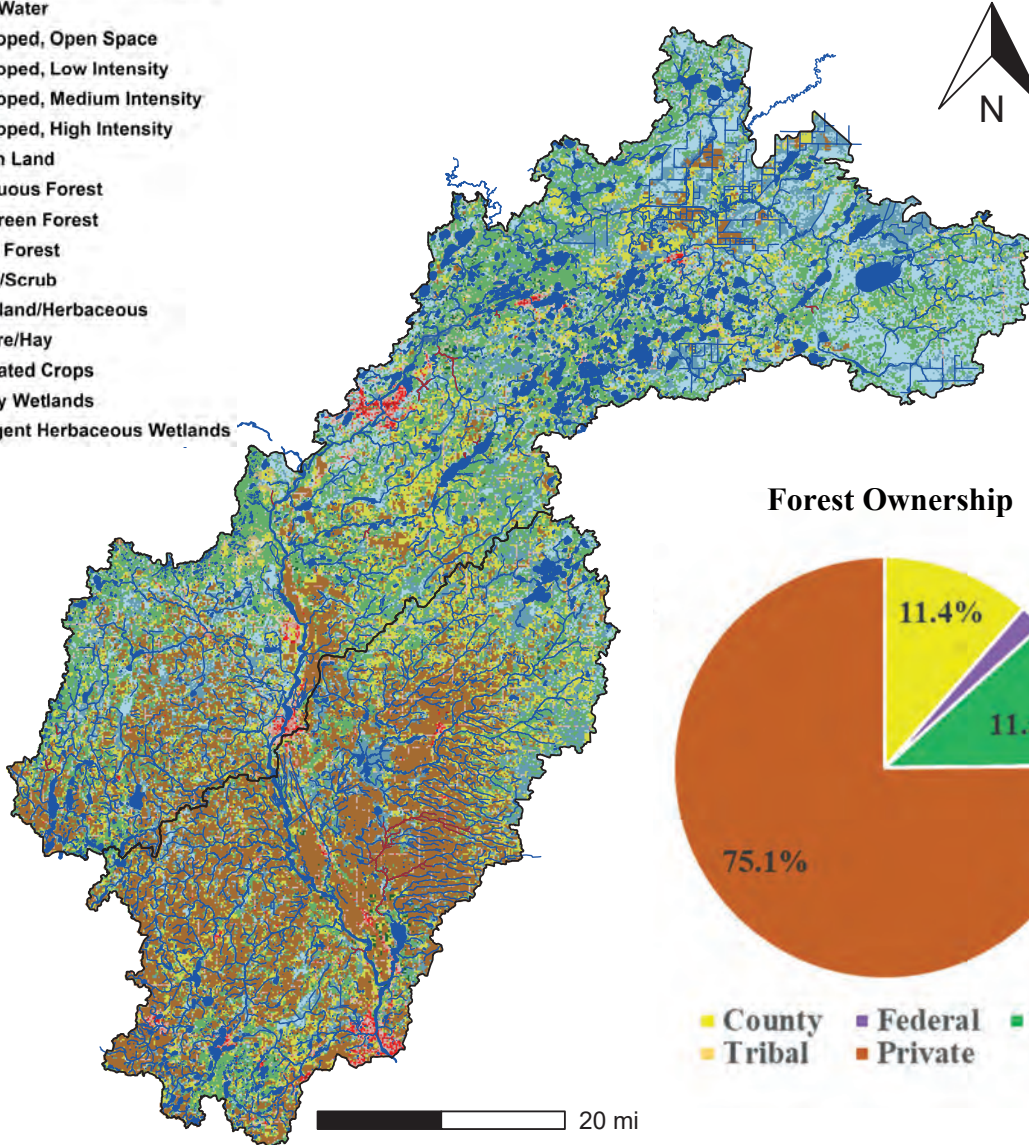 Water
oped, Open Space
oped, Low Intensity
oped, Medium Intensity
oped, High Intensity
n Land
uous Forest
reen Forest
Forest
/Scrub
land/Herbaceous
re/Hay
ated Crops
y Wetlands
gent Herbaceous Wetlands
N
Forest Ownership
11.4%
11.
75.1%
County Federal
Tribal Private
20 mi